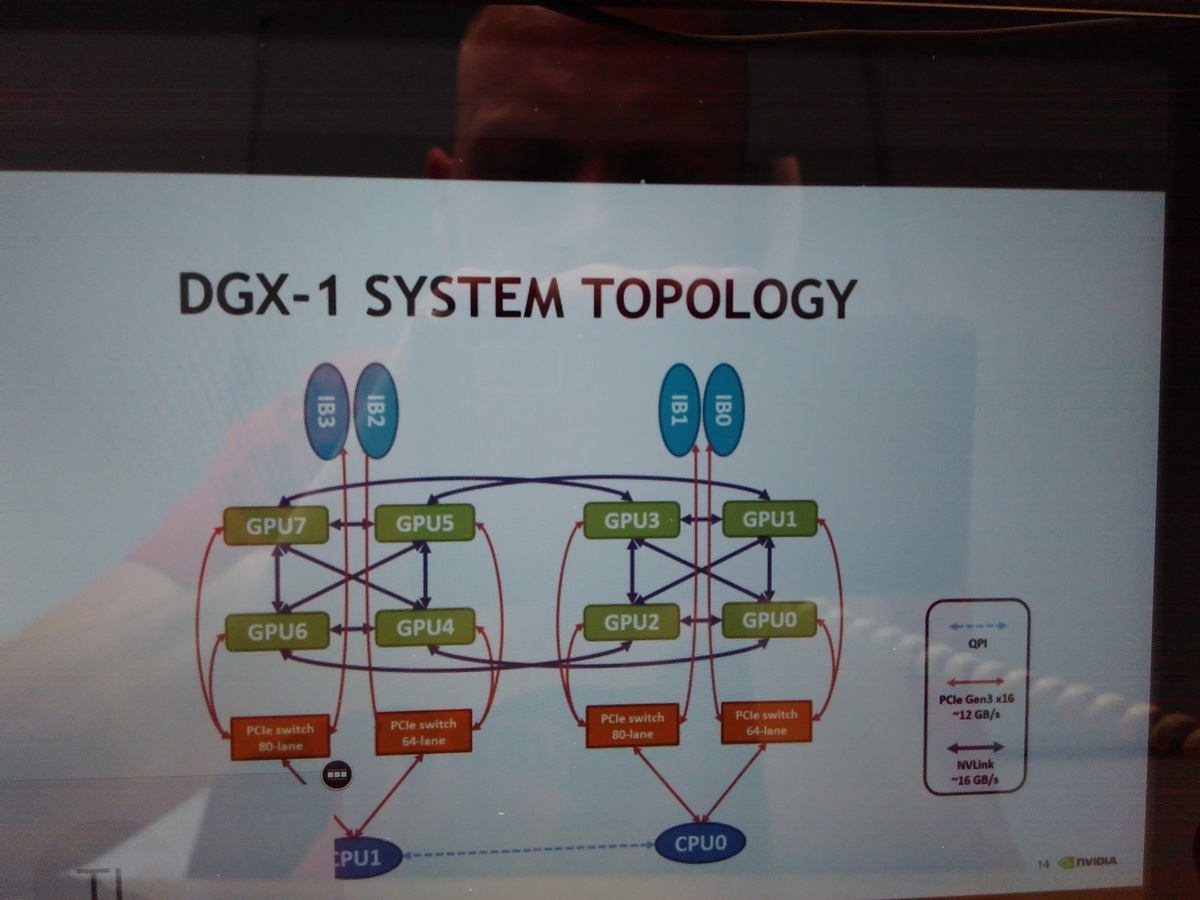 DGX-1 SYSTEM TOPOLOGY
IB3
IB2
IB1
IB0
GPU7
GPU5
GPU3
GPU1
GPU6
GPU4
GPU2
GPU0
PCIe switch
80-lane
PCIe switch
64-lane
PCIe switch
80-lane
PCIe switch
64-lane
QPI
PCIe Gen3 x16
~12 GB/s
NVLink
~16 GB/s
CPU1
CPU0
14 NVIDIA